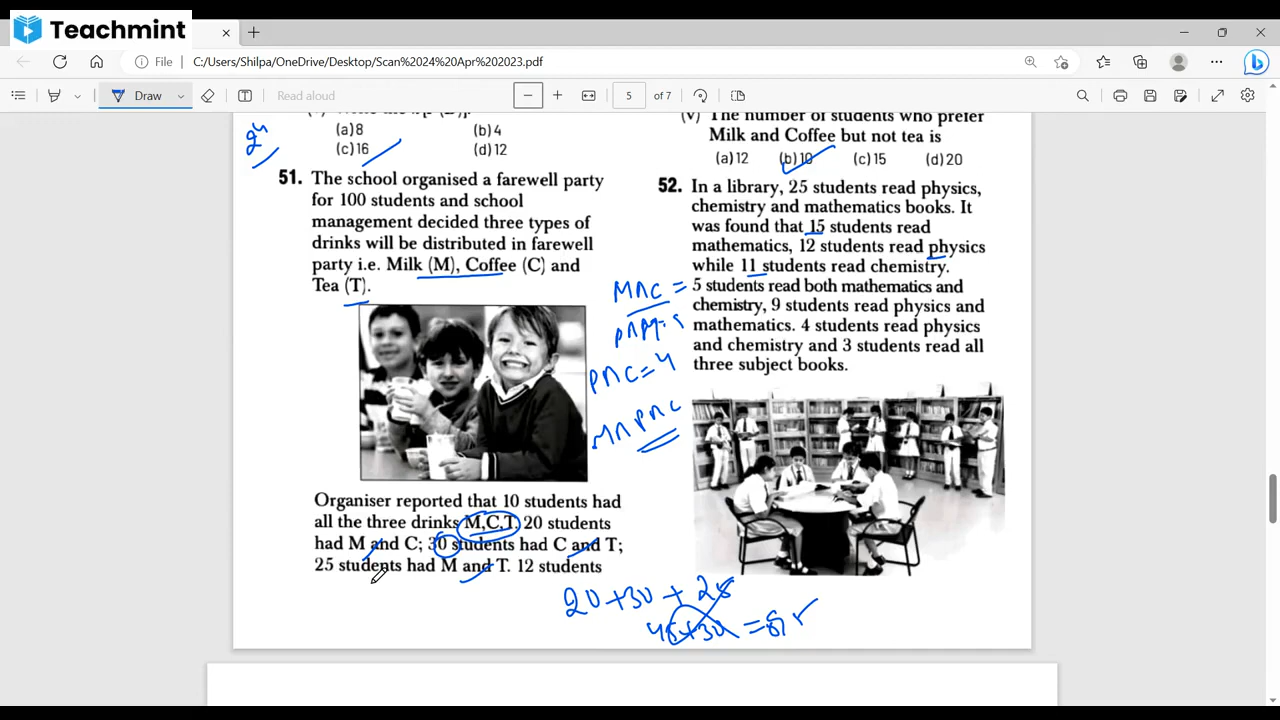 Teachmint
File
C:/Users/Shilpa/OneDrive/Desktop/Scan%2024%20Apr%202023.pdf
Draw
Read aloud
5 of 7
(a) 8 (b) 4
(c) 16 (d) 12
51. The school organised a farewell party
for 100 students and school
management decided three types of
drinks will be distributed in farewell
party i.e. Milk (M), Coffee (C) and
Tea (T).
Organiser reported that 10 students had
all the three drinks M,C,T. 20 students
had M and C; 30 students had C and T;
25 students had M and T. 12 students
(v) The number of students who prefer
Milk and Coffee but not tea is
(a) 12 (b) 10 (c) 15 (d) 20
52. In a library, 25 students read physics,
chemistry and mathematics books. It
was found that 15 students read
mathematics, 12 students read physics
while 11 students read chemistry.
5 students read both mathematics and
chemistry, 9 students read physics and
mathematics. 4 students read physics
and chemistry and 3 students read all
three subject books.
M∩C =
P∩C=4
M∩P∩C
20+30+